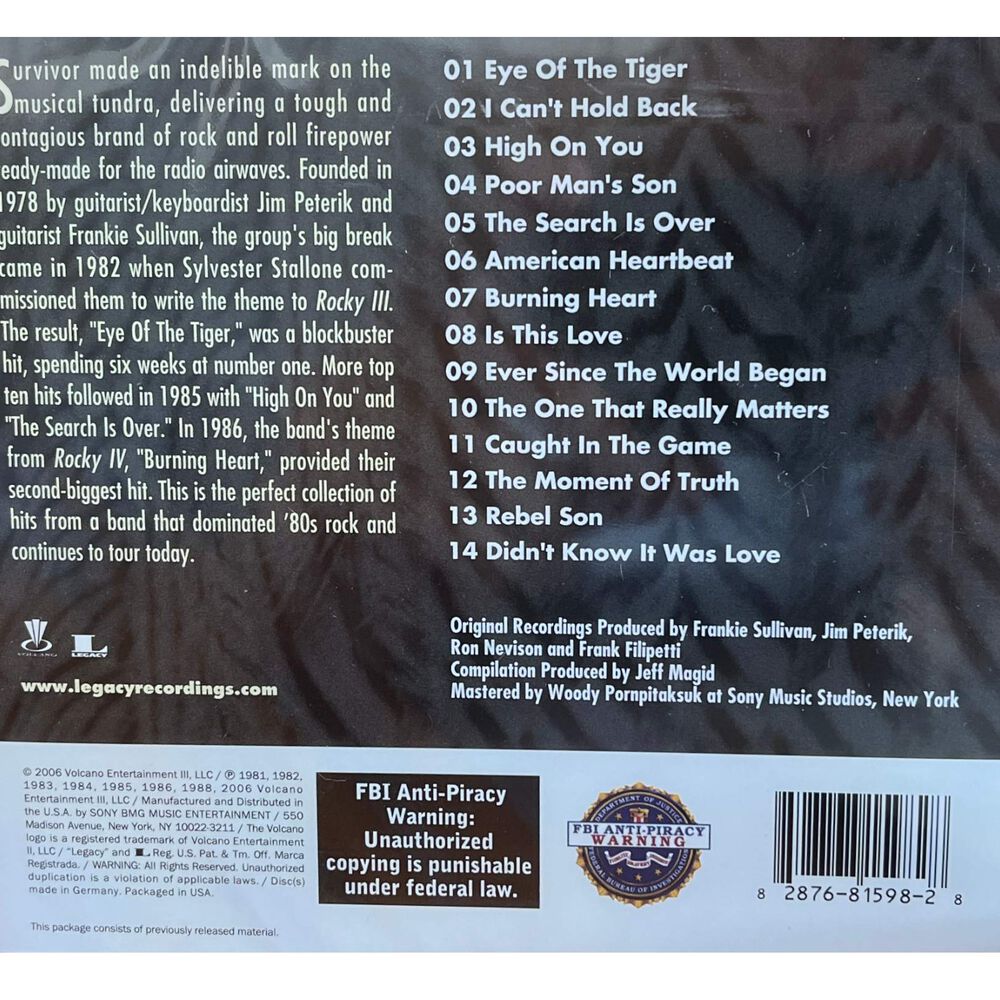 Survivor made an indelible mark on the
musical tundra, delivering a tough and
ontagious brand of rock and roll firepower
eady-made for the radio airwaves. Founded in
1978 by guitarist/keyboardist Jim Peterik and
guitarist Frankie Sullivan, the group's big break
came in 1982 when Sylvester Stallone com-
missioned them to write the theme to Rocky III.
The result, "Eye Of The Tiger," was a blockbuster
hit, spending six weeks at number one. More top
ten hits followed in 1985 with "High On You" and
"The Search Is Over." In 1986, the band's theme
from Rocky IV, "Burning Heart," provided their
second-biggest hit. This is the perfect collection of
hits from a band that dominated '80s rock and
continues to tour today.
01 Eye Of The Tiger
02 I Can't Hold Back
03 High On You
04 Poor Man's Son
05 The Search Is Over
06 American Heartbeat
07 Burning Heart
08 Is This Love
09 Ever Since The World Began
10 The One That Really Matters
11 Caught In The Game
12 The Moment Of Truth
13 Rebel Son
14 Didn't Know It Was Love
VOLCANO
LEGACY
www.legacyrecordings.com
Original Recordings Produced by Frankie Sullivan, Jim Peterik,
Ron Nevison and Frank Filipetti
Compilation Produced by Jeff Magid
Mastered by Woody Pornpitaksuk at Sony Music Studios, New York
© 2006 Volcano Entertainment III, LLC / ℗ 1981, 1982,
1983, 1984, 1985, 1986, 1988, 2006 Volcano
Entertainment III, LLC / Manufactured and Distributed in
the U.S.A. by SONY BMG MUSIC ENTERTAINMENT / 550
Madison Avenue, New York, NY 10022-3211 / The Volcano
logo is a registered trademark of Volcano Entertainment
II, LLC / "Legacy" and L Reg. U.S. Pat. & Tm. Off. Marca
Registrada. / WARNING: All Rights Reserved. Unauthorized
duplication is a violation of applicable laws. / Disc(s)
made in Germany. Packaged in USA.
This package consists of previously released material.
FBI Anti-Piracy
Warning:
Unauthorized
copying is punishable
under federal law.
DEPARTMENT OF JUSTICE
FBI ANTI-PIRACY
WARNING
FEDERAL BUREAU OF INVESTIGATION
8 2876-81598-2 8